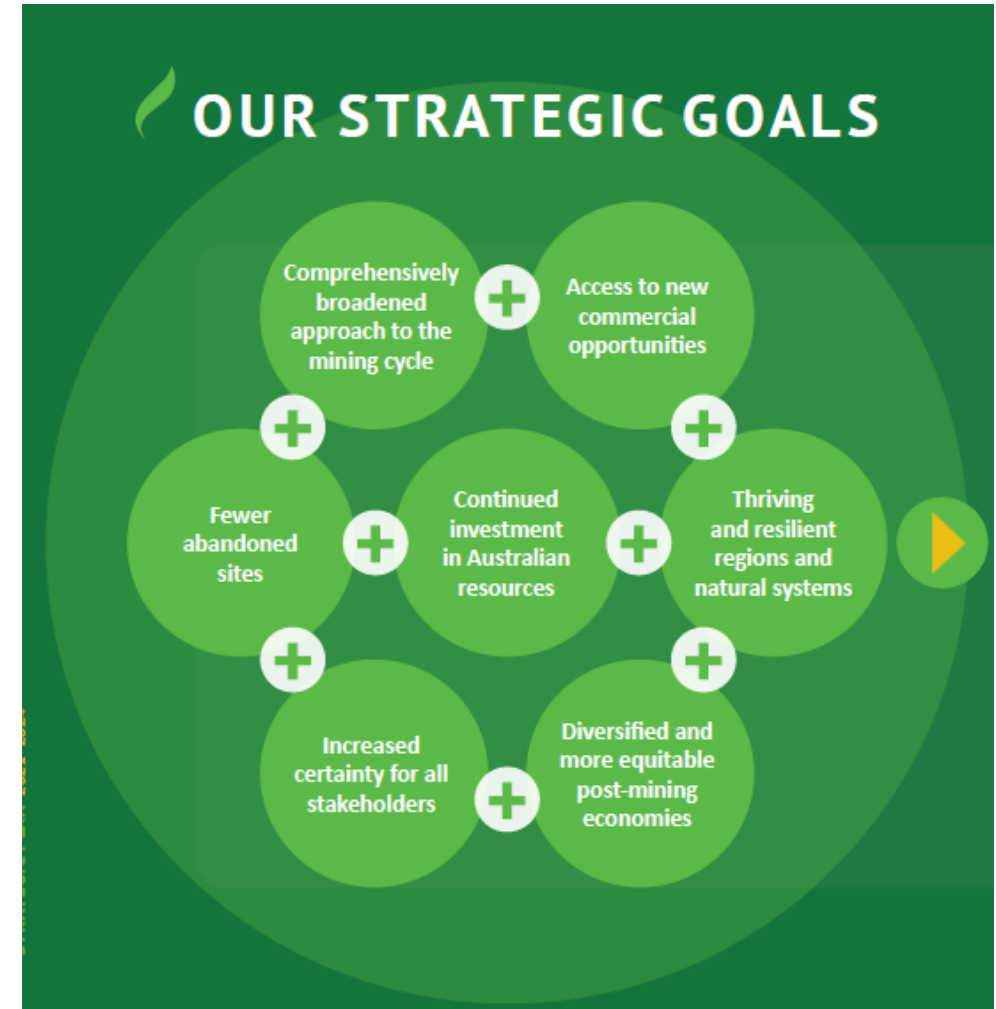 OUR STRATEGIC GOALS
Comprehensively
broadened
approach to the
mining cycle
Access to new
commercial
opportunities
Fewer
abandoned
sites
Continued
investment
in Australian
resources
Thriving
and resilient
regions and
natural systems
Increased
certainty for all
stakeholders
Diversified and
more equitable
post-mining
economies